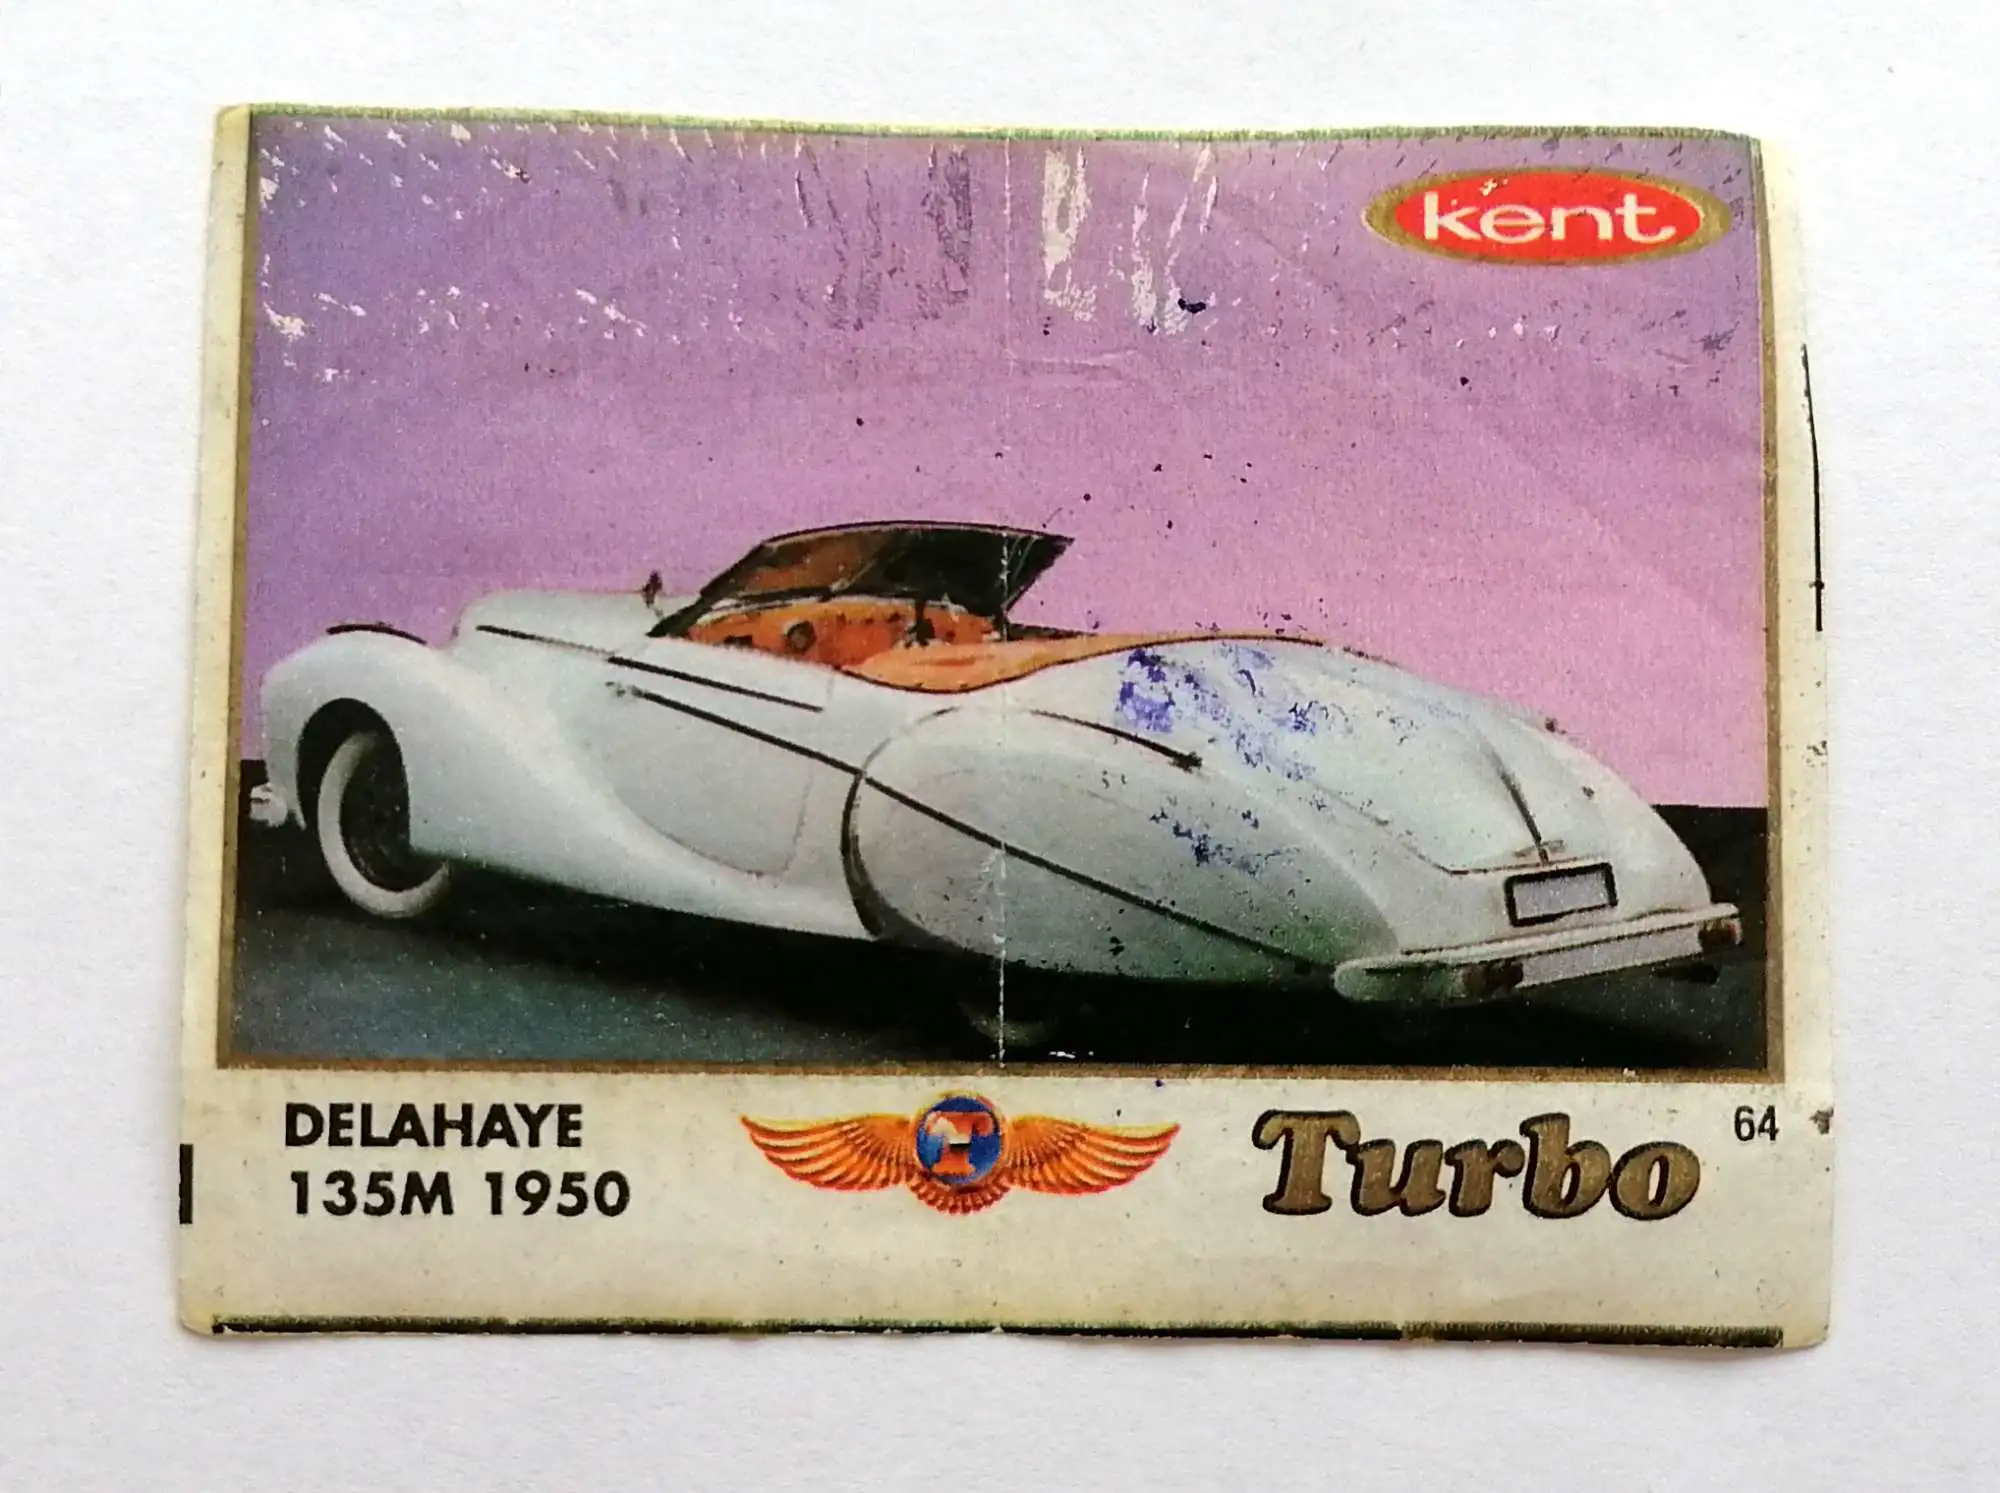 kent
DELAHAYE
135M 1950
T
Turbo
64